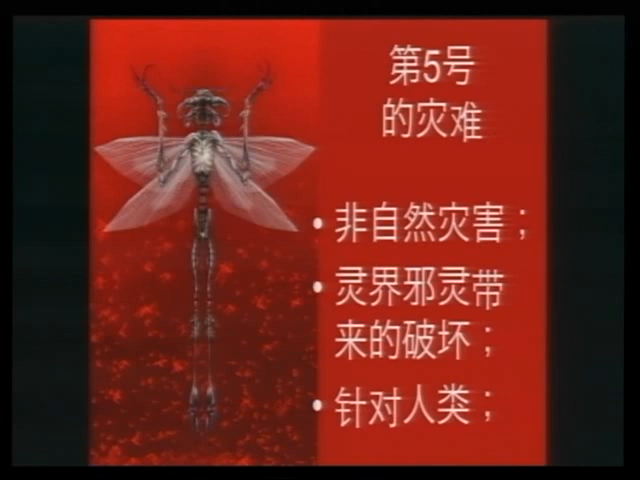 第5号
的灾难
• 非自然灾害；
• 灵界邪灵带
来的破坏；
• 针对人类；